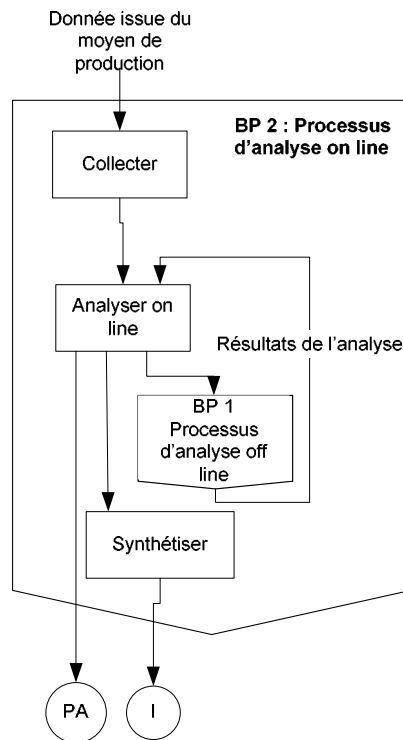 Donnée issue du
moyen de
production
BP 2 : Processus
d'analyse on line
Collecter
Analyser on
line
Résultats de l'analyse
BP 1
Processus
d'analyse off
line
Synthétiser
PA
I